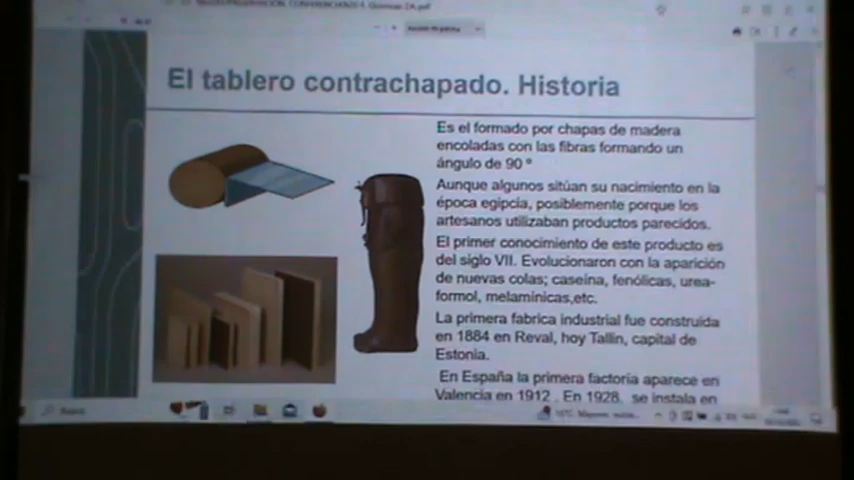 El tablero contrachapado. Historia
Es el formado por chapas de madera
encoladas con las fibras formando un
ángulo de 90 º
Aunque algunos sitúan su nacimiento en la
época egipcia, posiblemente porque los
artesanos utilizaban productos parecidos.
El primer conocimiento de este producto es
del siglo VII. Evolucionaron con la aparición
de nuevas colas; caseína, fenólicas, urea-
formol, melamínicas,etc.
La primera fabrica industrial fue construida
en 1884 en Reval, hoy Tallin, capital de
Estonia.
En España la primera factoría aparece en
Valencia en 1912 . En 1928, se instala en